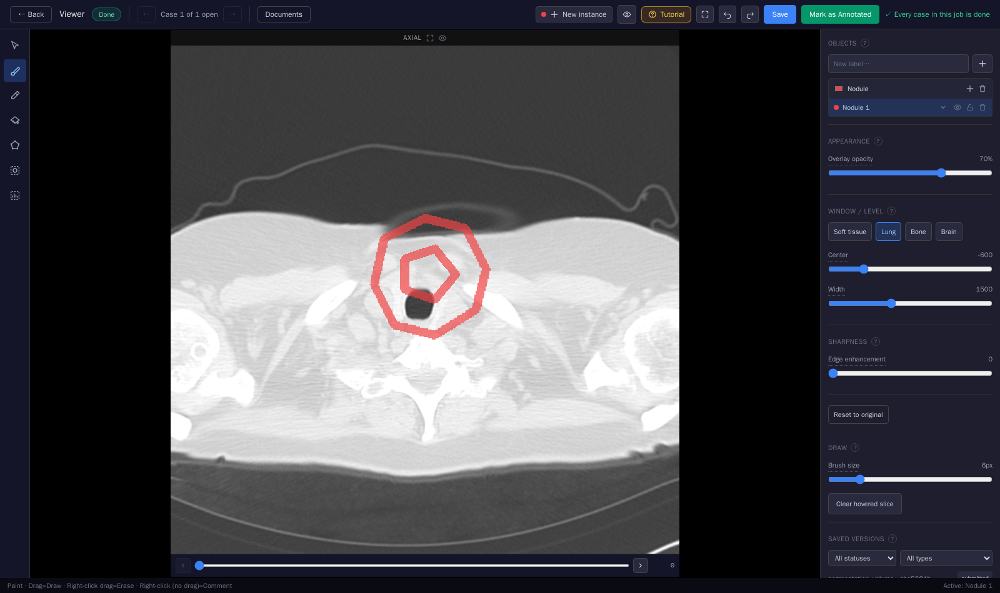 ← Back Viewer Done ← Case 1 of 1 open → Documents New instance Tutorial Save Mark as Annotated ✓ Every case in this job is done
AXIAL
OBJECTS ?
New label…
Nodule
Nodule 1
APPEARANCE ?
Overlay opacity 70%
WINDOW / LEVEL ?
Soft tissue Lung Bone Brain
Center -600
Width 1500
SHARPNESS ?
Edge enhancement 0
Reset to original
DRAW ?
Brush size 6px
Clear hovered slice
SAVED VERSIONS ?
All statuses All types
0
Paint · Drag=Draw · Right-click drag=Erase · Right-click (no drag)=Comment Active: Nodule 1